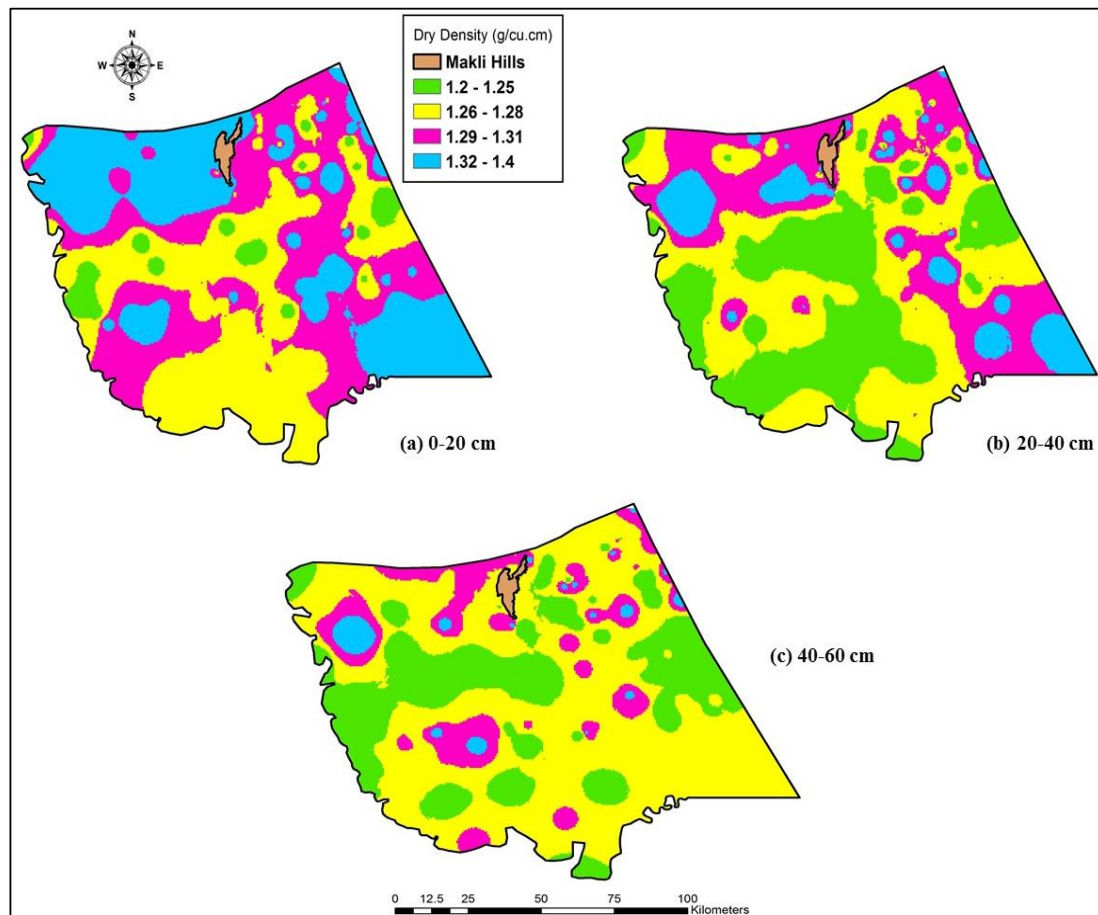 N
W E
S
Dry Density (g/cu.cm)
Makli Hills
1.2 - 1.25
1.26 - 1.28
1.29 - 1.31
1.32 - 1.4
(a) 0-20 cm
(b) 20-40 cm
(c) 40-60 cm
0 12.5 25 50 75 100
Kilometers